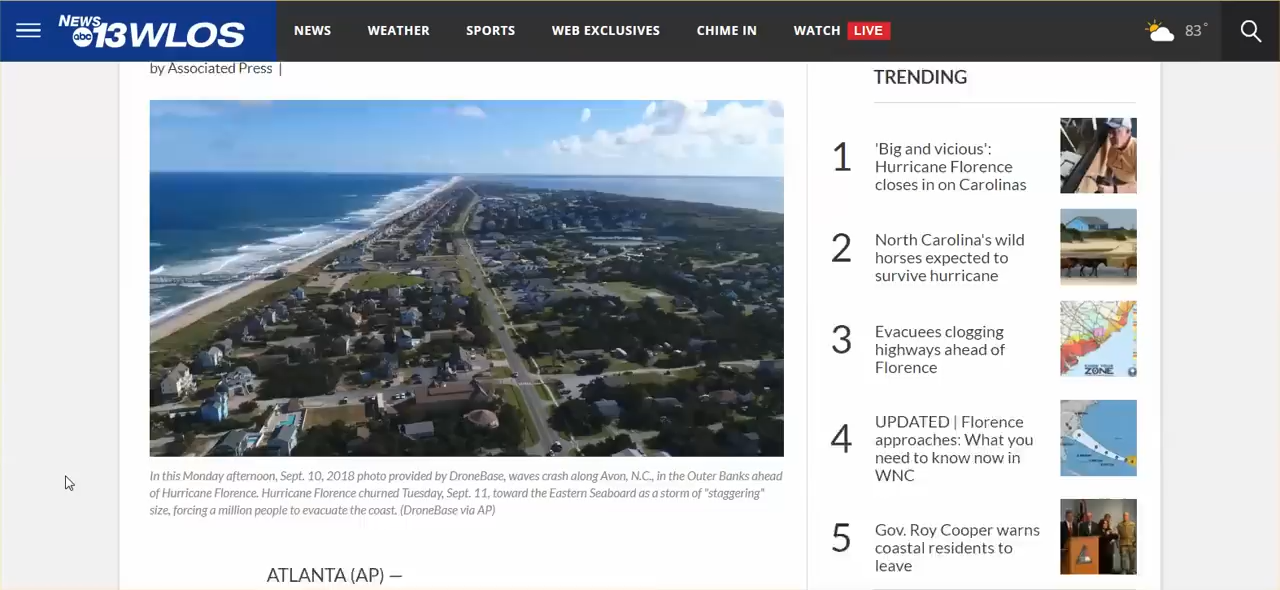 NEWS
abc 13 WLOS
NEWS
WEATHER
SPORTS
WEB EXCLUSIVES
CHIME IN
WATCH LIVE
83°
by Associated Press |
In this Monday afternoon, Sept. 10, 2018 photo provided by DroneBase, waves crash along Avon, N.C., in the Outer Banks ahead
of Hurricane Florence. Hurricane Florence churned Tuesday, Sept. 11, toward the Eastern Seaboard as a storm of "staggering"
size, forcing a million people to evacuate the coast. (DroneBase via AP)
ATLANTA (AP) —
TRENDING
1
'Big and vicious':
Hurricane Florence
closes in on Carolinas
2
North Carolina's wild
horses expected to
survive hurricane
3
Evacuees clogging
highways ahead of
Florence
ZONE
4
UPDATED | Florence
approaches: What you
need to know now in
WNC
5
Gov. Roy Cooper warns
coastal residents to
leave